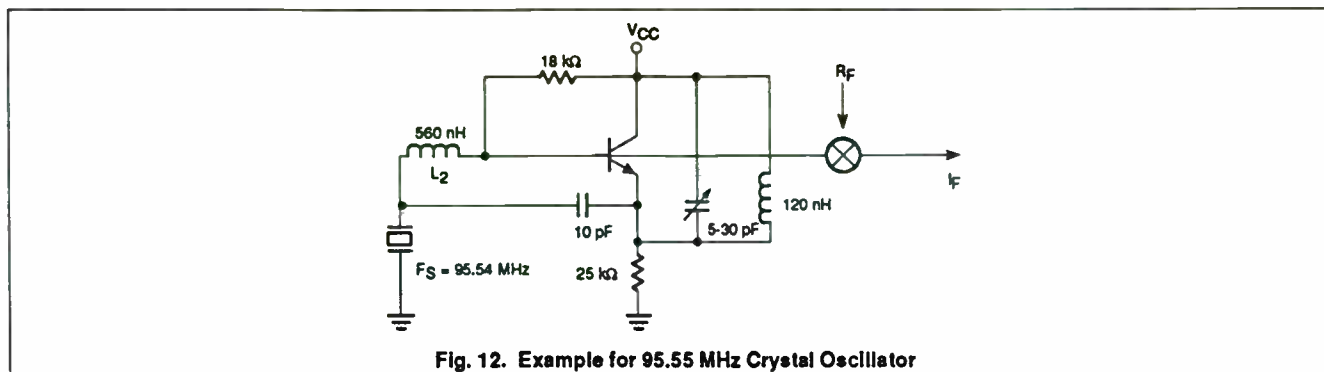 VCC
18 kΩ
RF
560 nH
L2
IF
120 nH
10 pF
5-30 pF
FS = 95.54 MHz
25 kΩ
Fig. 12. Example for 95.55 MHz Crystal Oscillator